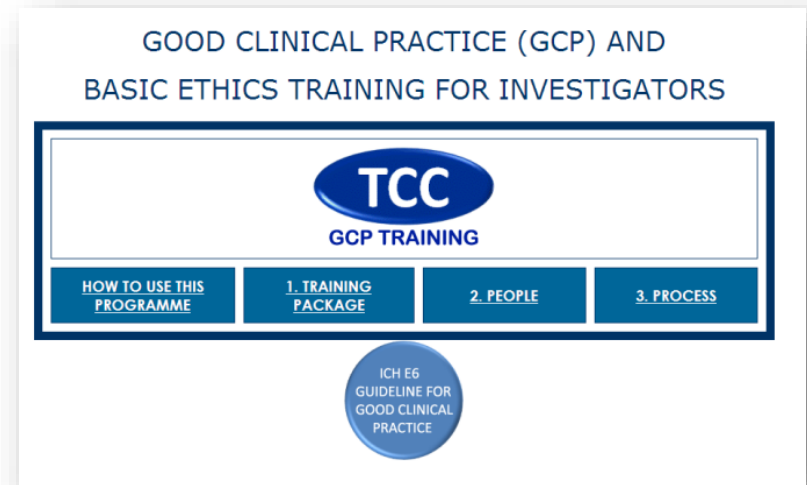 GOOD CLINICAL PRACTICE (GCP) AND
BASIC ETHICS TRAINING FOR INVESTIGATORS
TCC
GCP TRAINING
HOW TO USE THIS
PROGRAMME
1. TRAINING
PACKAGE
2. PEOPLE
3. PROCESS
ICH E6
GUIDELINE FOR
GOOD CLINICAL
PRACTICE